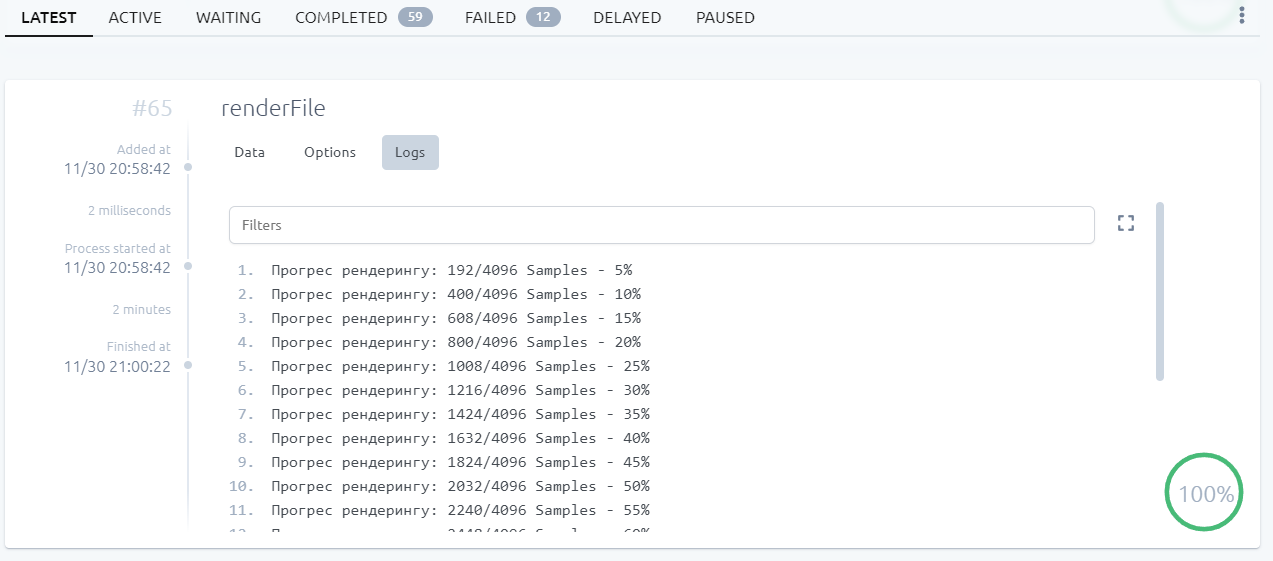 LATEST ACTIVE WAITING COMPLETED 59 FAILED 12 DELAYED PAUSED
#65 renderFile
Data Options Logs
Added at
11/30 20:58:42
2 milliseconds
Process started at
11/30 20:58:42
2 minutes
Finished at
11/30 21:00:22
Filters
1. Прогрес рендерингу: 192/4096 Samples - 5%
2. Прогрес рендерингу: 400/4096 Samples - 10%
3. Прогрес рендерингу: 608/4096 Samples - 15%
4. Прогрес рендерингу: 800/4096 Samples - 20%
5. Прогрес рендерингу: 1008/4096 Samples - 25%
6. Прогрес рендерингу: 1216/4096 Samples - 30%
7. Прогрес рендерингу: 1424/4096 Samples - 35%
8. Прогрес рендерингу: 1632/4096 Samples - 40%
9. Прогрес рендерингу: 1824/4096 Samples - 45%
10. Прогрес рендерингу: 2032/4096 Samples - 50%
11. Прогрес рендерингу: 2240/4096 Samples - 55%
100%